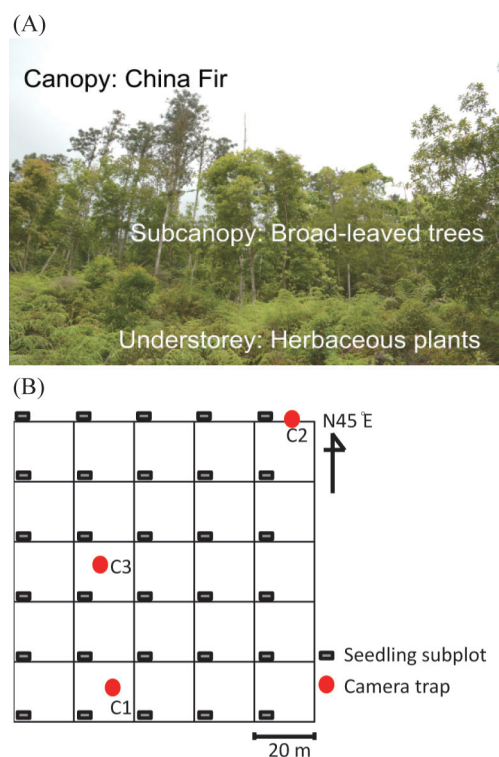 (A)
Canopy: China Fir
Subcanopy: Broad-leaved trees
Understorey: Herbaceous plants
(B)
C2
N45°E
C3
C1
Seedling subplot
Camera trap
20 m